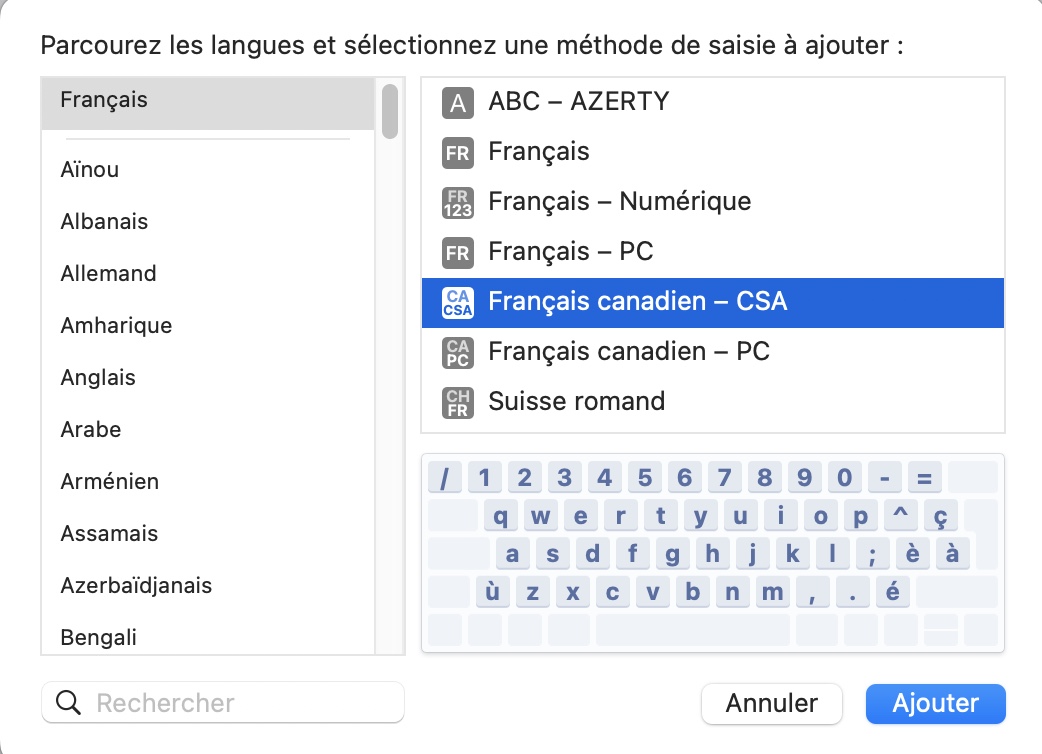 Parcourez les langues et sélectionnez une méthode de saisie à ajouter :
Français
Aïnou
Albanais
Allemand
Amharique
Anglais
Arabe
Arménien
Assamais
Azerbaïdjanais
Bengali
A ABC – AZERTY
FR Français
FR 123 Français – Numérique
FR Français – PC
CA CSA Français canadien – CSA
CA PC Français canadien – PC
CH FR Suisse romand
/ 1 2 3 4 5 6 7 8 9 0 - =
q w e r t y u i o p ^ ç
a s d f g h j k l ; è à
ù z x c v b n m , . é
Rechercher
Annuler
Ajouter